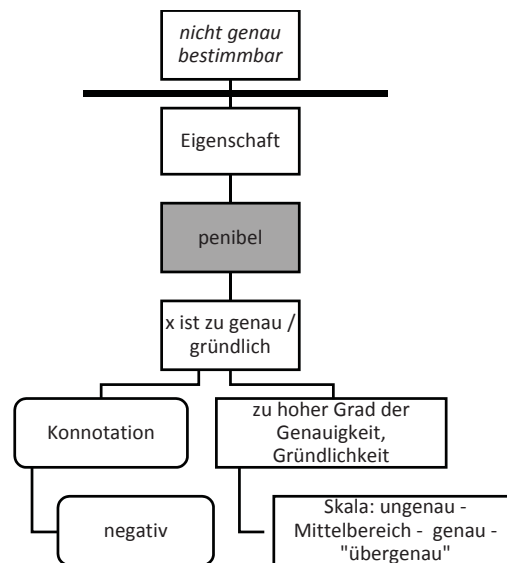 nicht genau
bestimmbar
Eigenschaft
penibel
x ist zu genau /
gründlich
Konnotation
zu hoher Grad der
Genauigkeit,
Gründlichkeit
negativ
Skala: ungenau -
Mittelbereich - genau -
"übergenau"